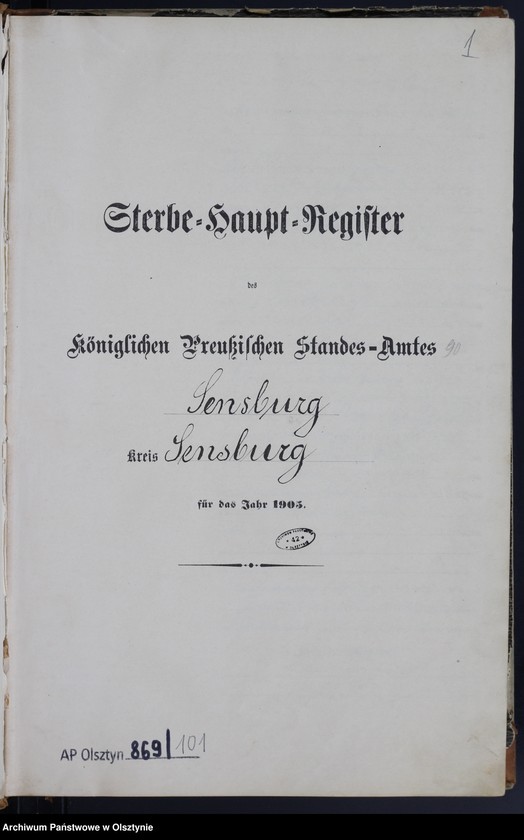 1
Sterbe-Haupt-Register
des
Königlichen Preußischen Standes-Amtes
Sensburg
Kreis Sensburg
für das Jahr 1905.
42
AP Olsztyn 869/101
Archiwum Państwowe w Olsztynie